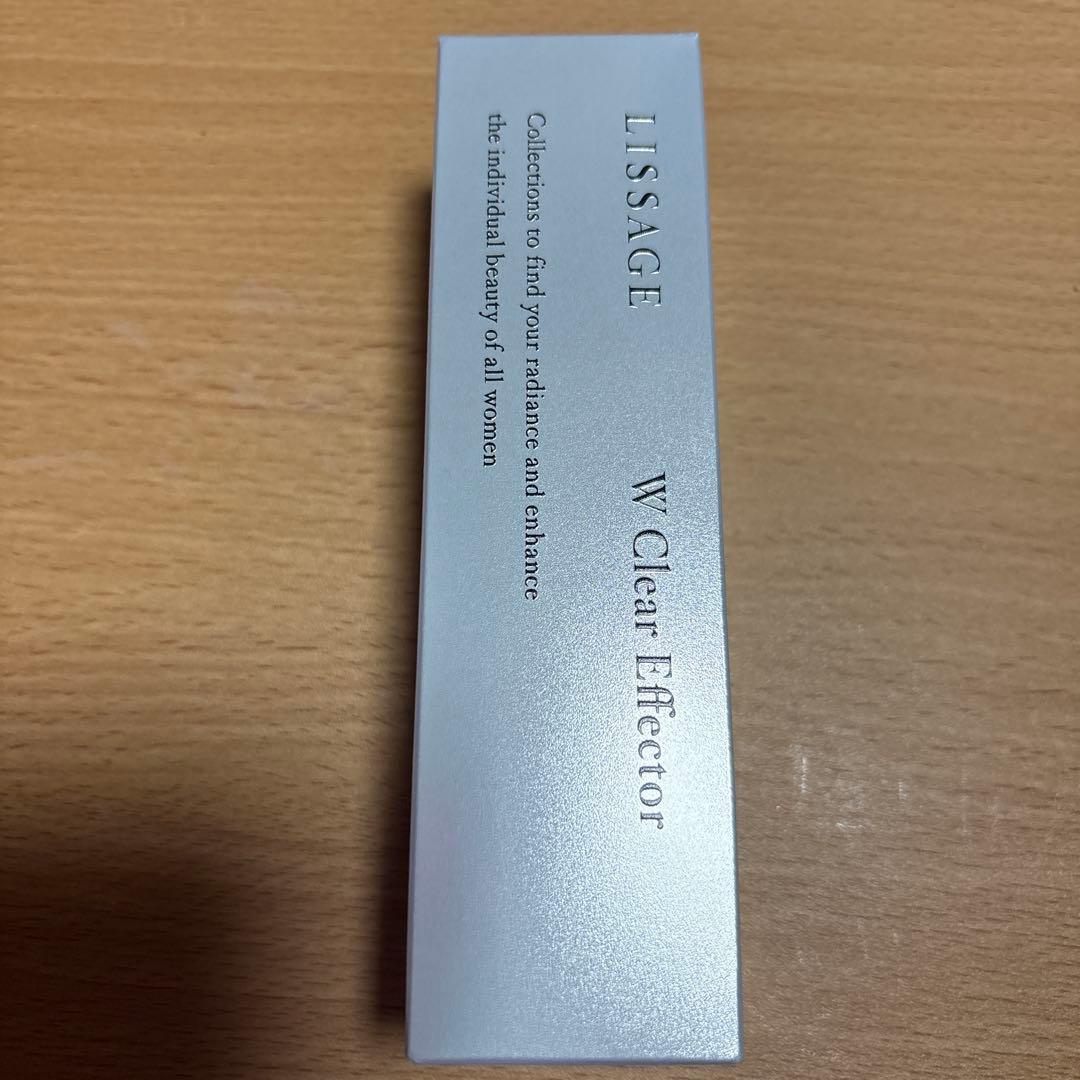 LISSAGE
W Clear Effector
Collections to find your radiance and enhance
the individual beauty of all women